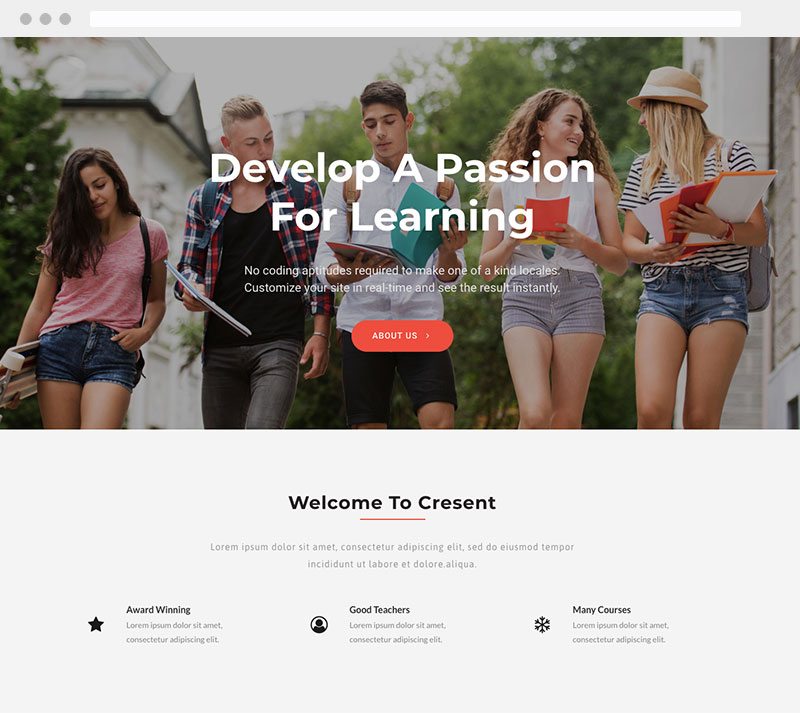 Develop A Passion
For Learning
No coding aptitudes required to make one of a kind locales.
Customize your site in real-time and see the result instantly.
ABOUT US
Welcome To Cresent
Lorem ipsum dolor sit amet, consectetur adipiscing elit, sed do eiusmod tempor
incididunt ut labore et dolore.aliqua.
Award Winning
Lorem ipsum dolor sit amet,
consectetur adipiscing elit.
Good Teachers
Lorem ipsum dolor sit amet,
consectetur adipiscing elit.
Many Courses
Lorem ipsum dolor sit amet,
consectetur adipiscing elit.